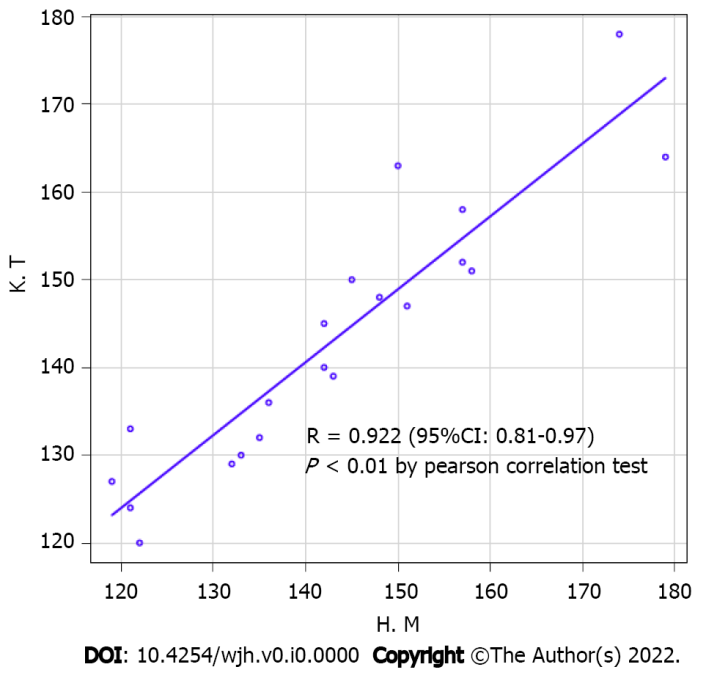 180
170
160
150
140
130
120
K. T
R = 0.922 (95%CI: 0.81-0.97)
P < 0.01 by pearson correlation test
120 130 140 150 160 170 180
H. M
DOI: 10.4254/wjh.v0.i0.0000 Copyright ©The Author(s) 2022.